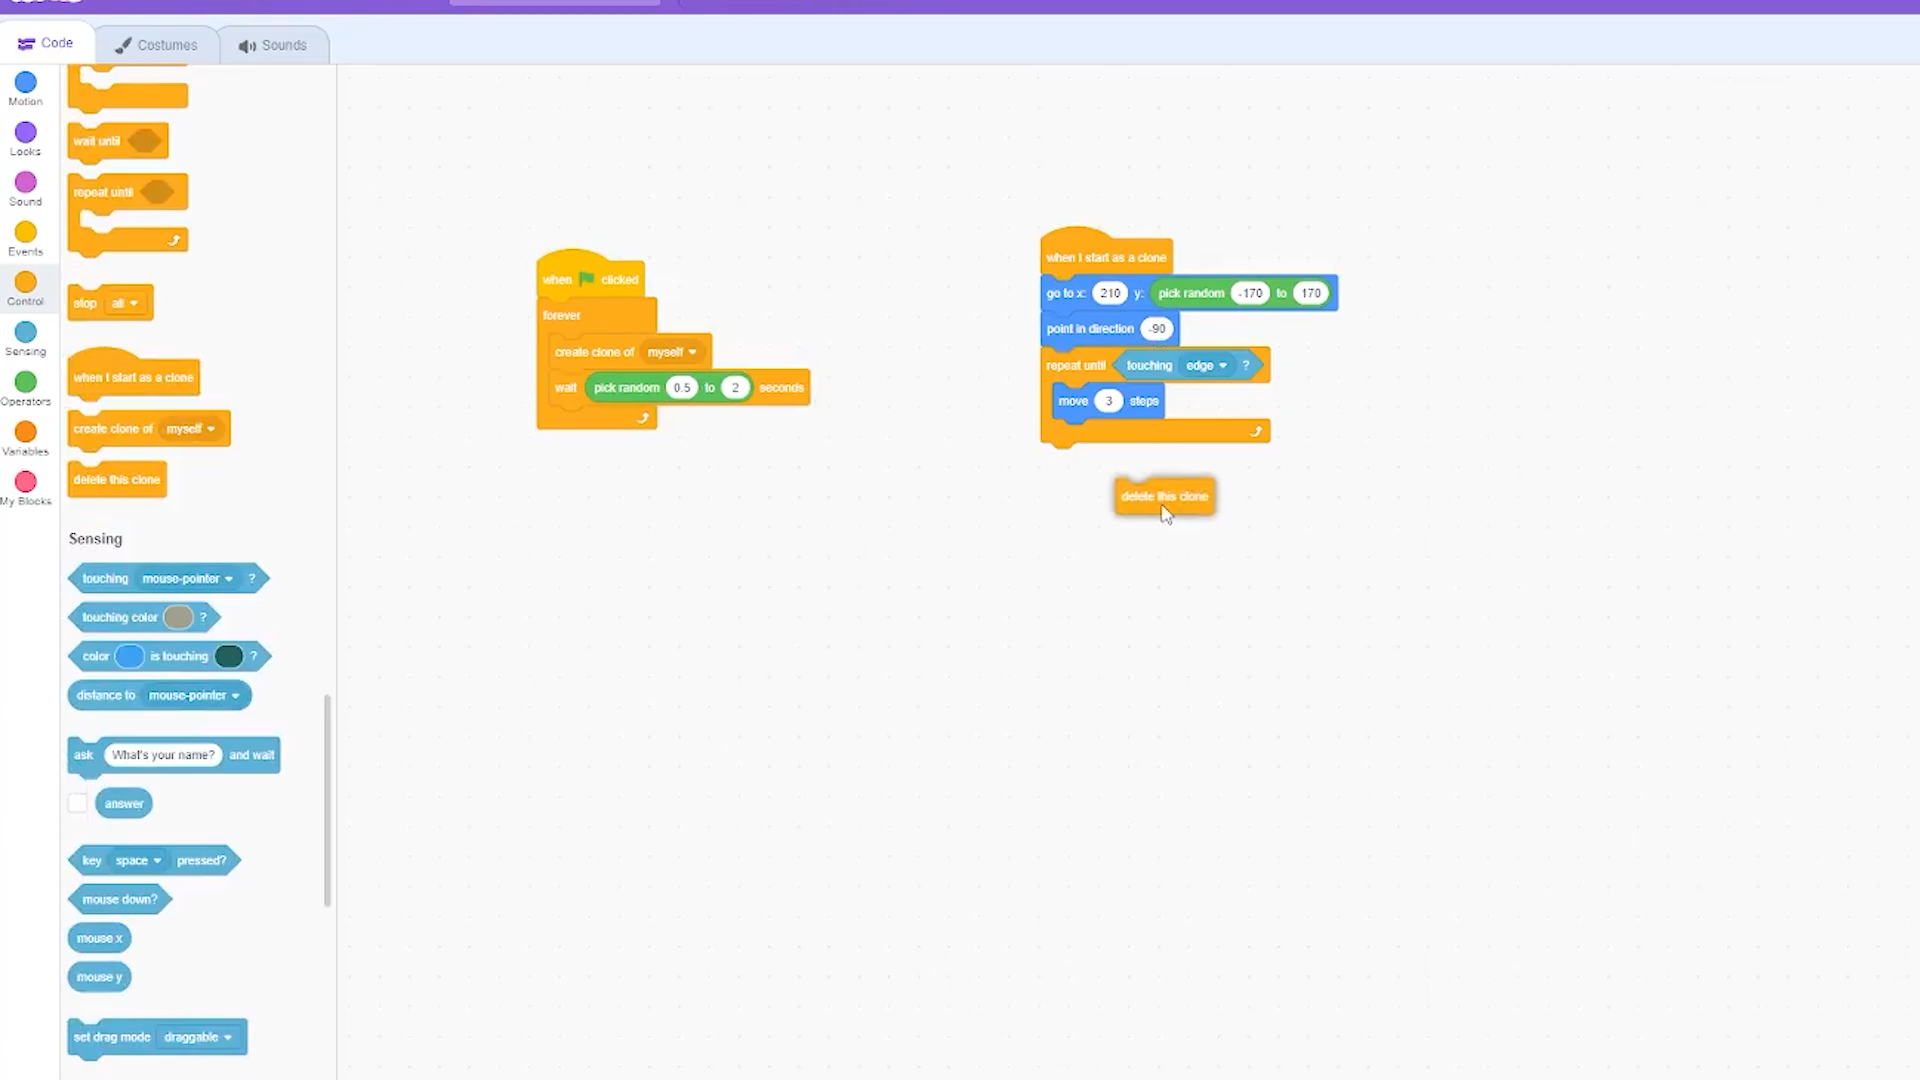 Code
Costumes
Sounds
Motion
Looks
Sound
Events
Control
Sensing
Operators
Variables
My Blocks
wait until
repeat until
stop all
when I start as a clone
create clone of myself
delete this clone
Sensing
touching mouse-pointer ?
touching color ?
color is touching ?
distance to mouse-pointer
ask What's your name? and wait
answer
key space pressed?
mouse down?
mouse x
mouse y
set drag mode draggable
when clicked
forever
create clone of myself
wait pick random 0.5 to 2 seconds
when I start as a clone
go to x: 210 y: pick random -170 to 170
point in direction -90
repeat until touching edge ?
move 3 steps
delete this clone